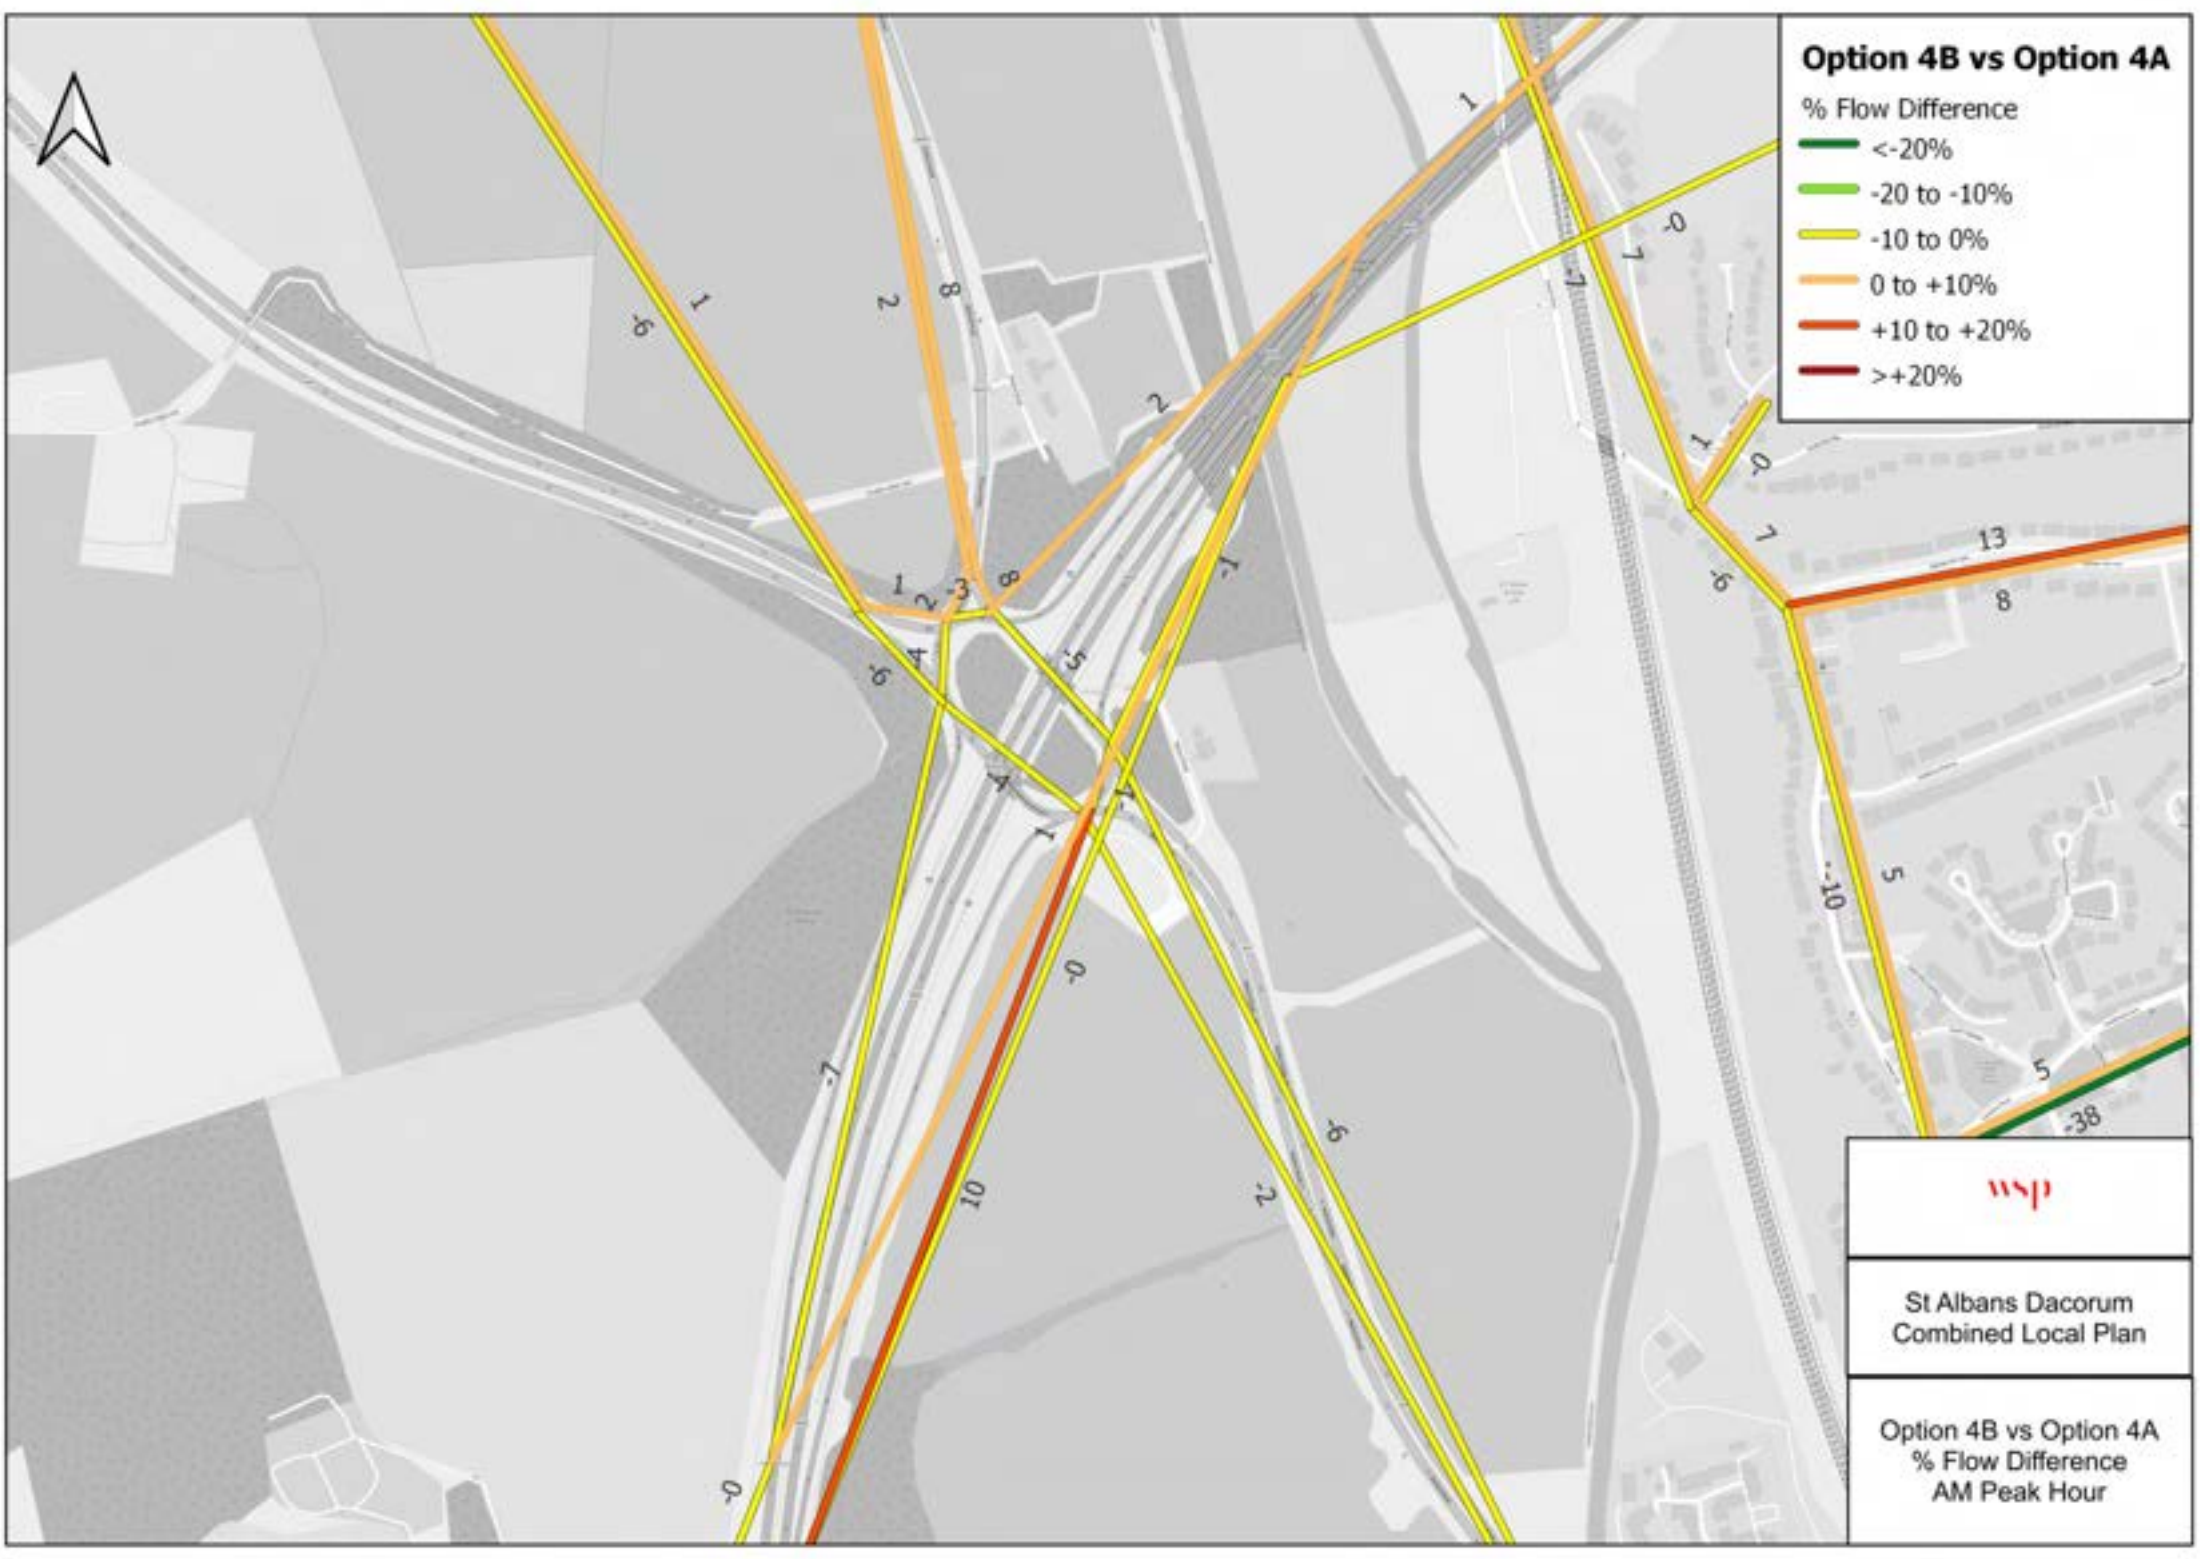 Option 4B vs Option 4A
% Flow Difference
<-20%
-20 to -10%
-10 to 0%
0 to +10%
+10 to +20%
>+20%
1
-0
7
-7
1
-6
2
8
2
1
-0
7
-6
13
8
1
2
-3
8
-1
-5
-6
1
-0
-10
5
-7
10
-2
-6
5
-38
-0
wsp
St Albans Dacorum
Combined Local Plan
Option 4B vs Option 4A
% Flow Difference
AM Peak Hour